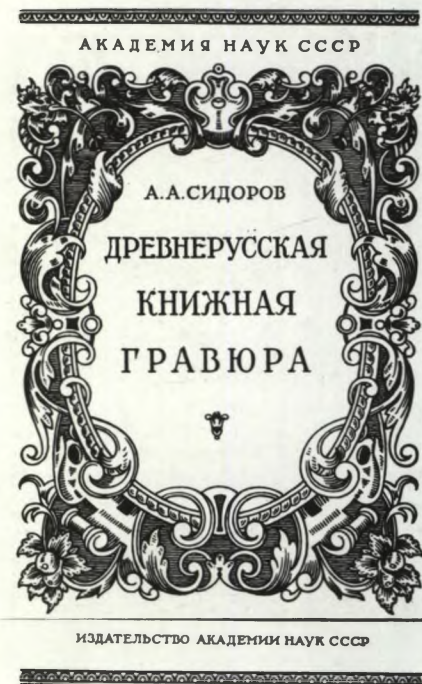 АКАДЕМИЯ НАУК СССР
А.А.СИДОРОВ
ДРЕВНЕРУССКАЯ
КНИЖНАЯ
ГРАВЮРА
ИЗДАТЕЛЬСТВО АКАДЕМИИ НАУК СССР